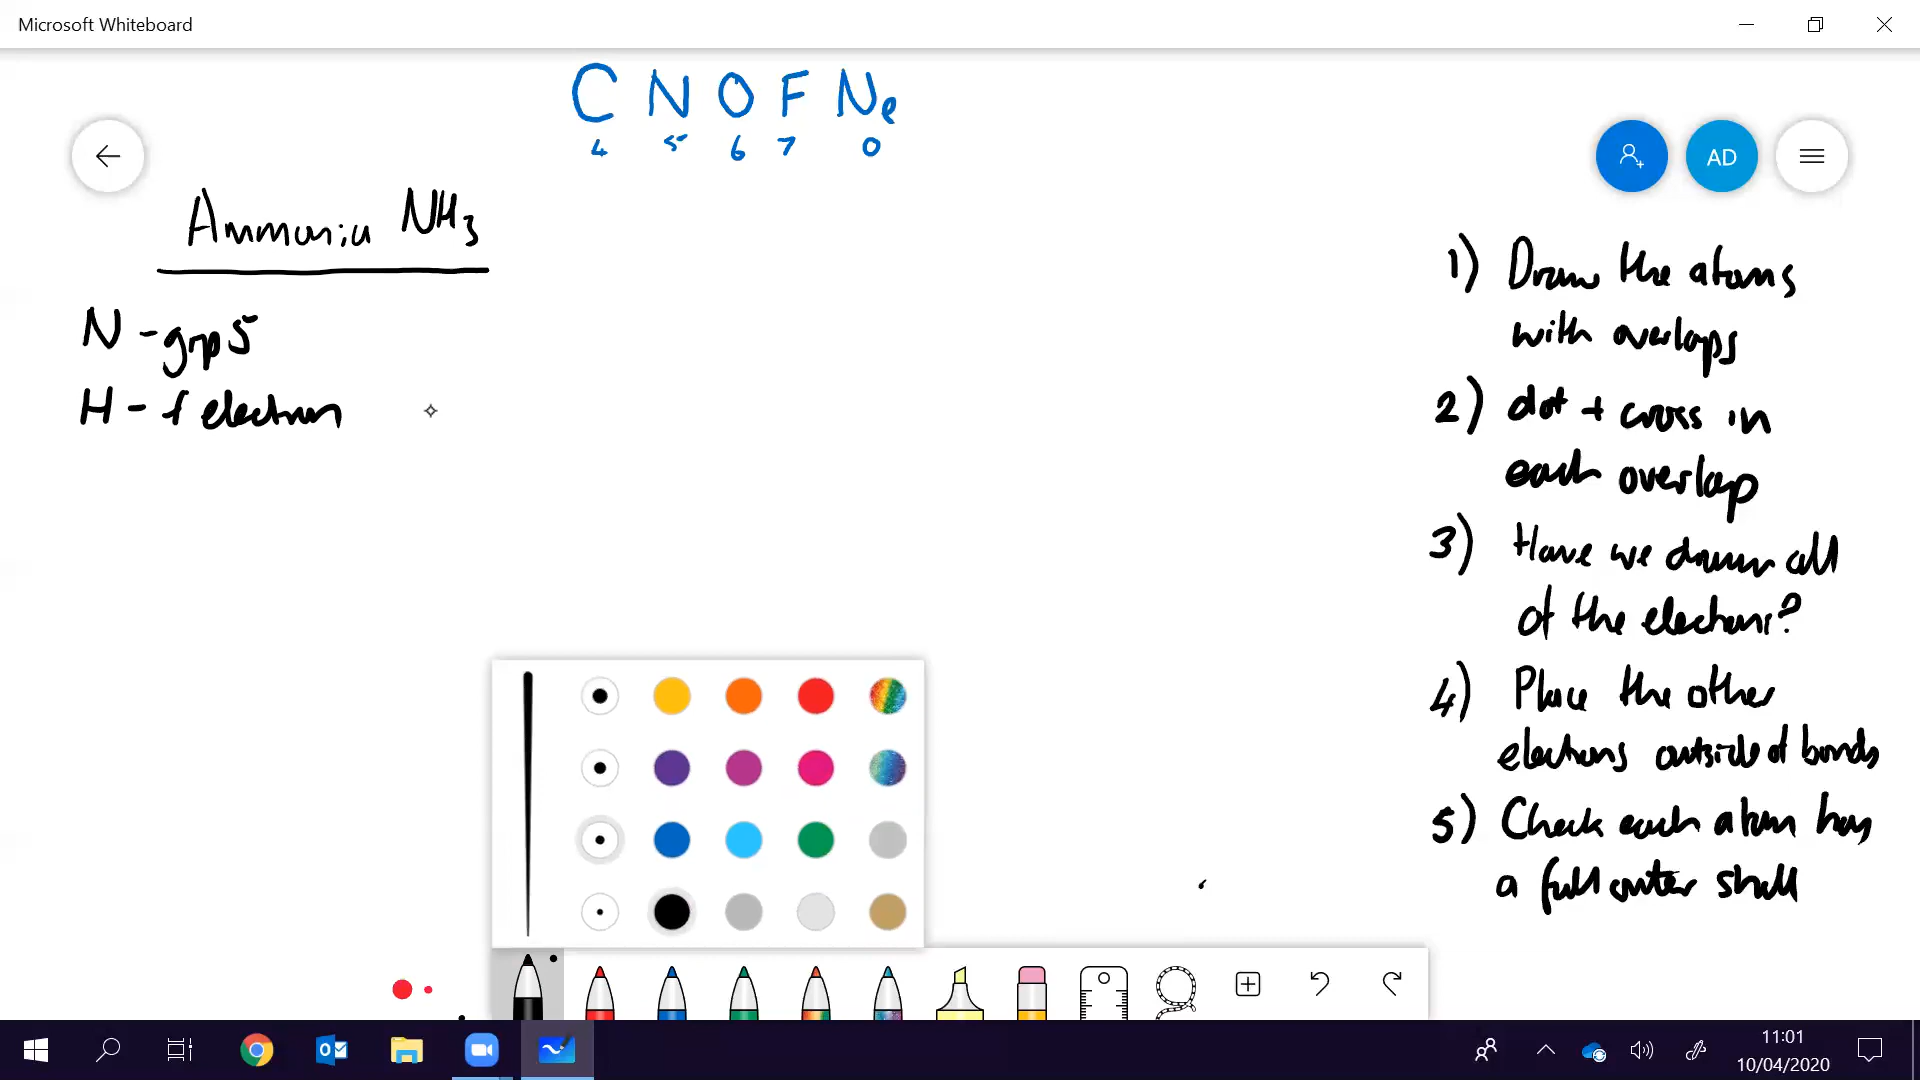 Microsoft Whiteboard
C N O F Ne
4 5 6 7 0
AD
Ammonia NH3
N - grp 5
H - 1 electron
1) Draw the atoms
with overlaps
2) dot + cross in
each overlap
3) Have we drawn all
of the electrons?
4) Place the other
electrons outside of bonds
5) Check each atom has
a full outer shell
11:01
10/04/2020